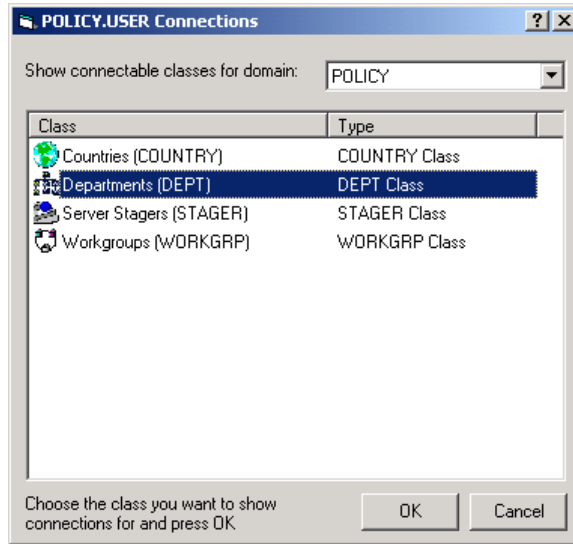 POLICY.USER Connections
Show connectable classes for domain: POLICY
Class Type
Countries (COUNTRY) COUNTRY Class
Departments (DEPT) DEPT Class
Server Stagers (STAGER) STAGER Class
Workgroups (WORKGRP) WORKGRP Class
Choose the class you want to show
connections for and press OK
OK Cancel